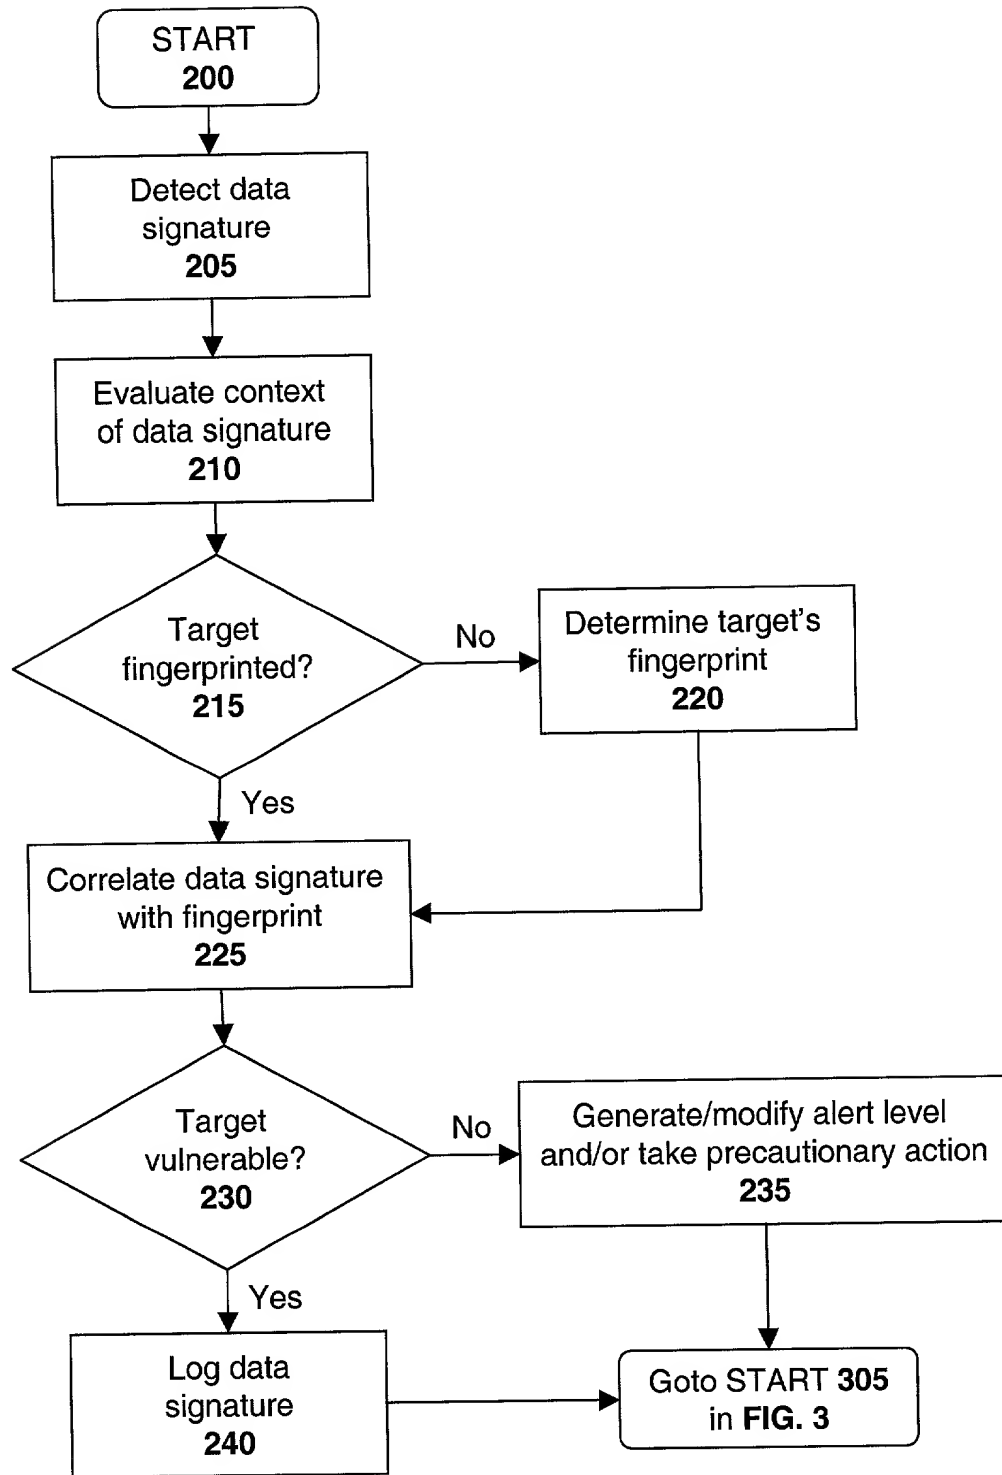 START
200
Detect data
signature
205
Evaluate context
of data signature
210
Target
fingerprinted?
215
No
Determine target's
fingerprint
220
Yes
Correlate data signature
with fingerprint
225
Target
vulnerable?
230
No
Generate/modify alert level
and/or take precautionary action
235
Yes
Log data
signature
240
Goto START 305
in FIG. 3